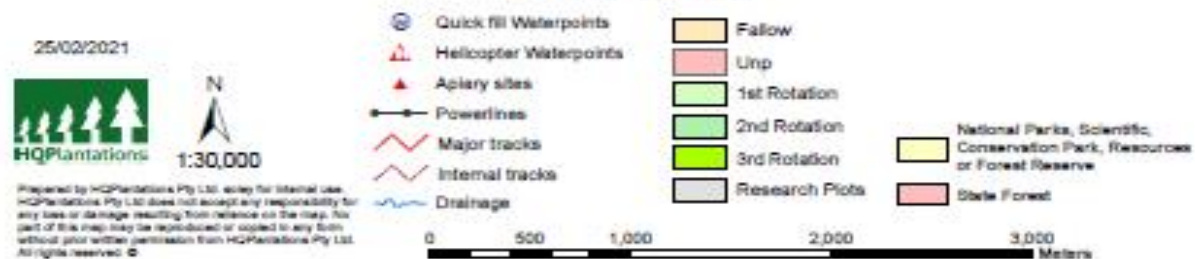 25/02/2021
HQPlantations
N
1:30,000
Prepared by HQPlantations Pty Ltd. soley for internal use.
HQPlantations Pty Ltd does not accept any responsibility for
any loss or damage resulting from reliance on the map. No
part of this map may be reproduced or copied in any form
without prior written permission from HQPlantations Pty Ltd.
All rights reserved ©
Quick fill Waterpoints
Helicopter Waterpoints
Apiary sites
Powerlines
Major tracks
Internal tracks
Drainage
Fallow
Unp
1st Rotation
2nd Rotation
3rd Rotation
Research Plots
National Parks, Scientific,
Conservation Park, Resources
or Forest Reserve
State Forest
0 500 1,000 2,000 3,000
Meters